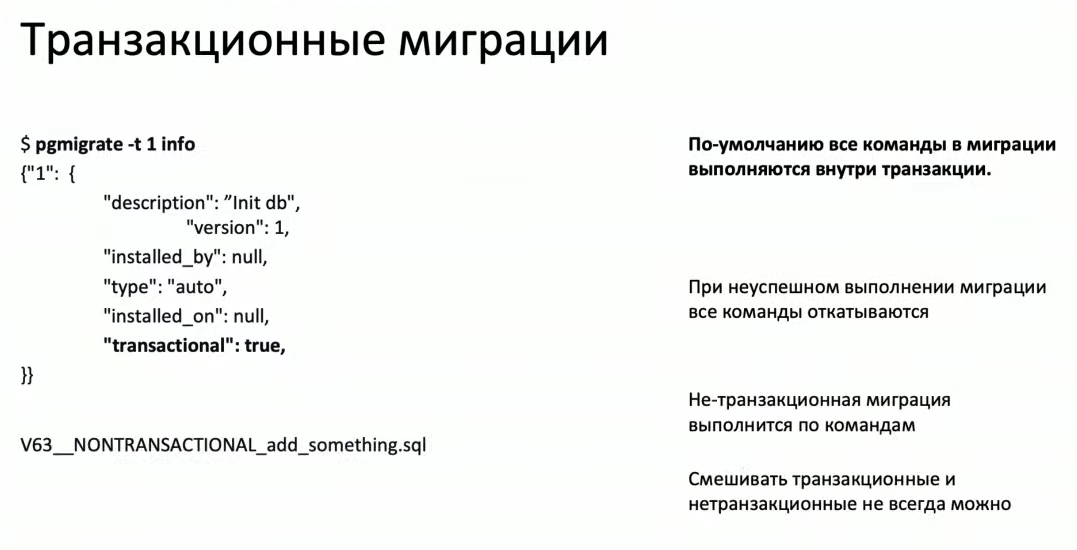 Транзакционные миграции
$ pgmigrate -t 1 info
{"1": {
"description": ”Init db",
"version": 1,
"installed_by": null,
"type": "auto",
"installed_on": null,
"transactional": true,
}}
V63__NONTRANSACTIONAL_add_something.sql
По-умолчанию все команды в миграции
выполняются внутри транзакции.
При неуспешном выполнении миграции
все команды откатываются
Не-транзакционная миграция
выполнится по командам
Смешивать транзакционные и
нетранзакционные не всегда можно